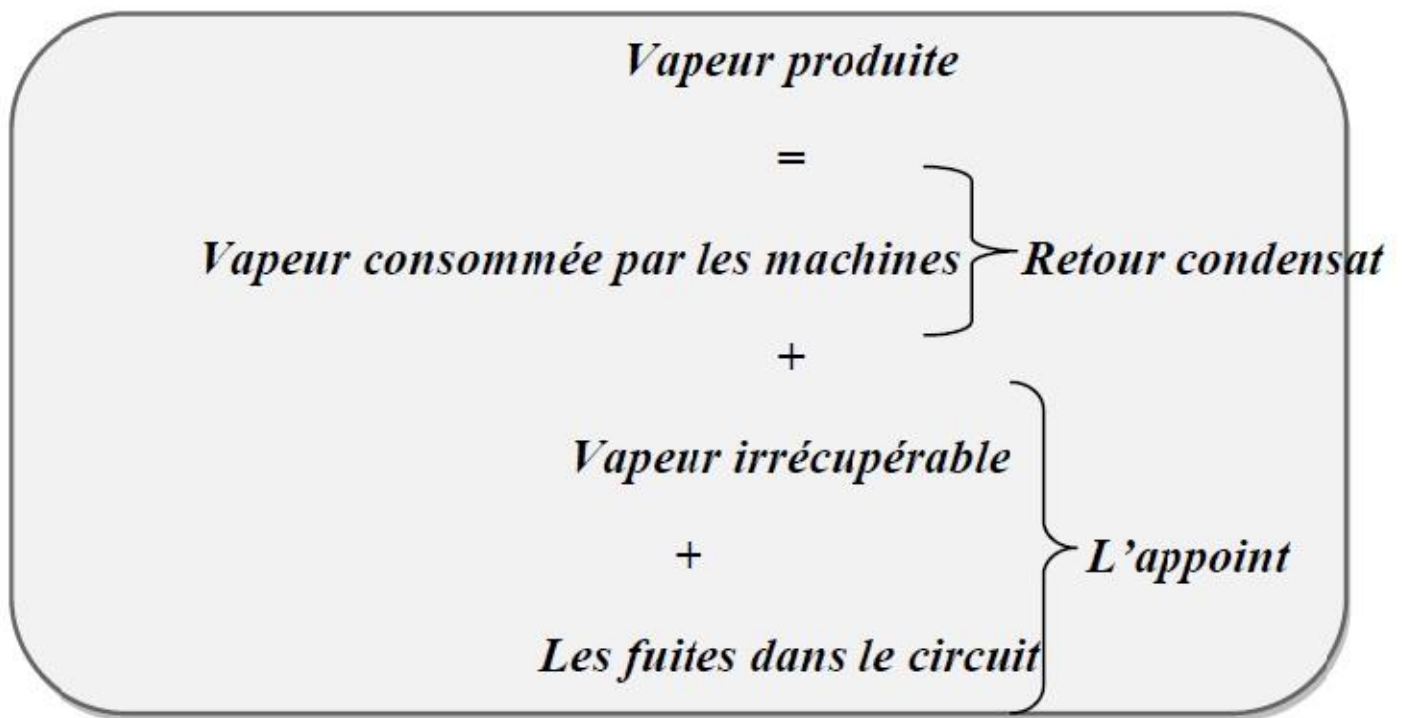 Vapeur produite
=
Vapeur consommée par les machines Retour condensat
+
Vapeur irrécupérable
+
L’appoint
Les fuites dans le circuit